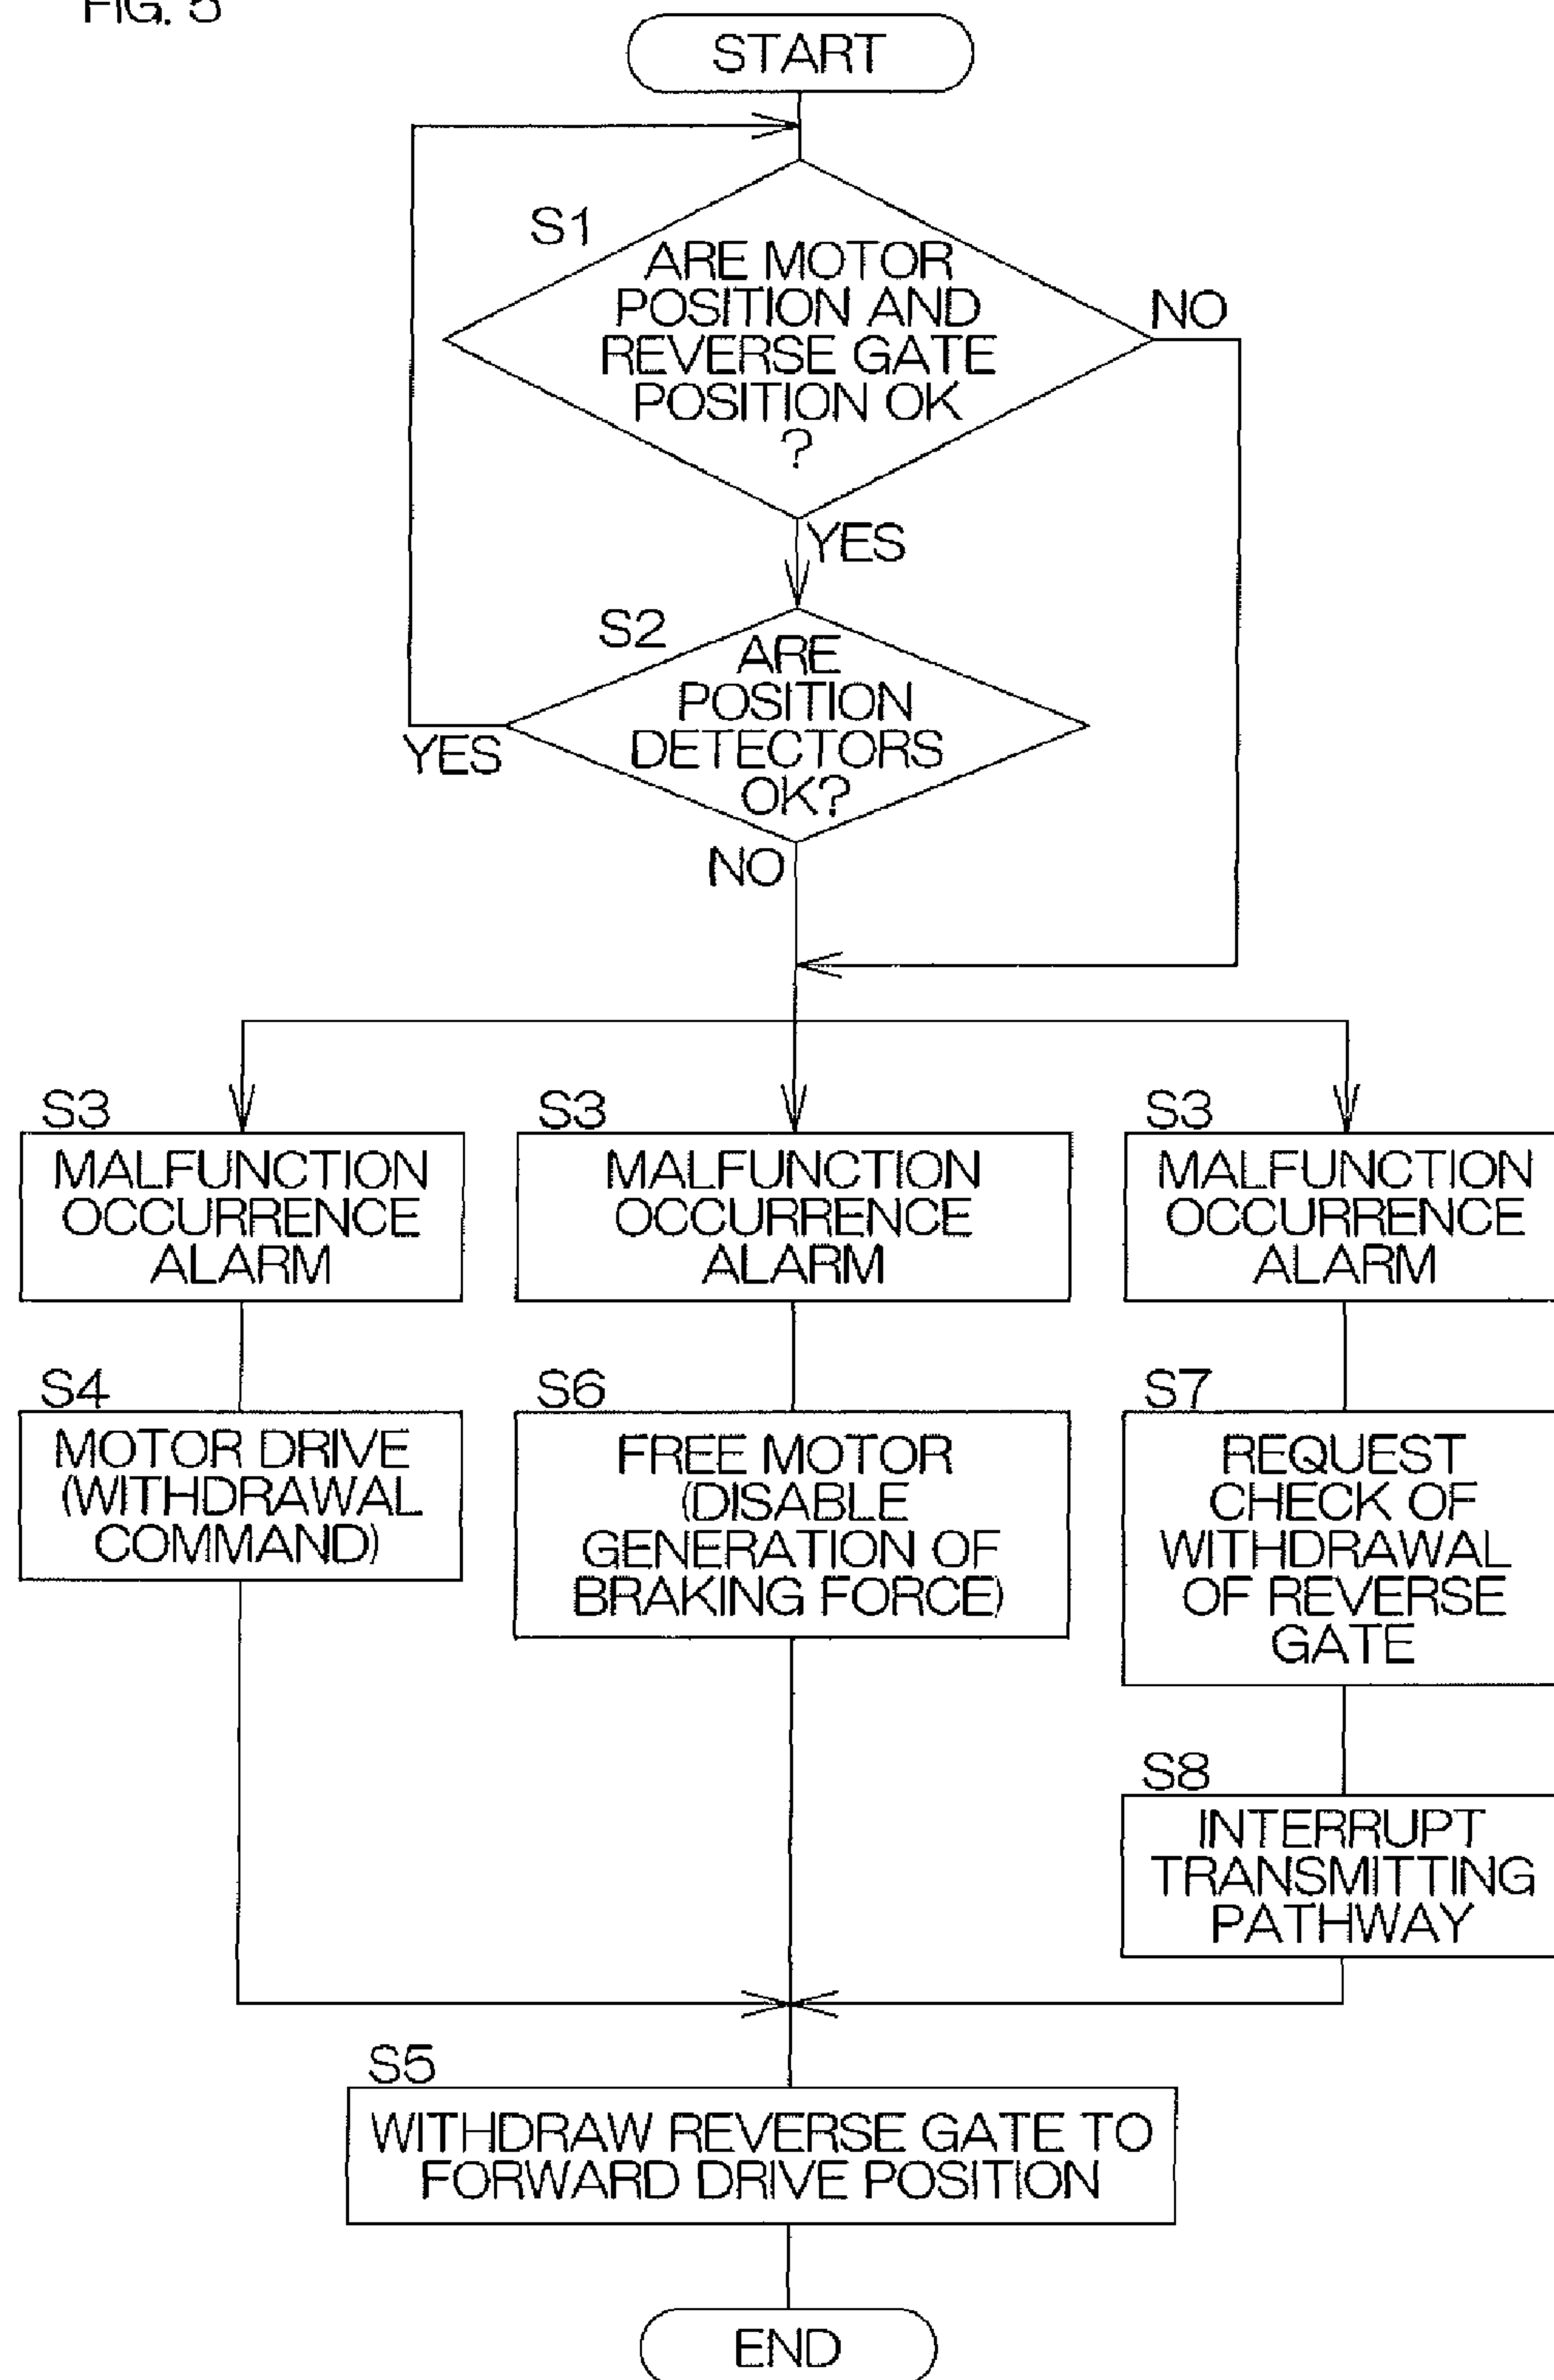 FIG. 5
START
S1
ARE MOTOR
POSITION AND
REVERSE GATE
POSITION OK
?
NO
YES
S2
ARE
POSITION
DETECTORS
OK?
YES
NO
S3
MALFUNCTION
OCCURRENCE
ALARM
S3
MALFUNCTION
OCCURRENCE
ALARM
S3
MALFUNCTION
OCCURRENCE
ALARM
S4
MOTOR DRIVE
(WITHDRAWAL
COMMAND)
S6
FREE MOTOR
(DISABLE
GENERATION OF
BRAKING FORCE)
S7
REQUEST
CHECK OF
WITHDRAWAL
OF REVERSE
GATE
S8
INTERRUPT
TRANSMITTING
PATHWAY
S5
WITHDRAW REVERSE GATE TO
FORWARD DRIVE POSITION
END